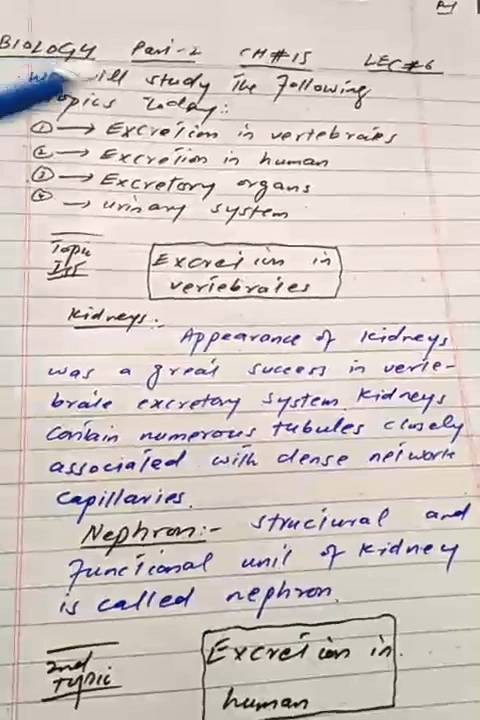 BIOLOGY Part-2 CH#15 LEC#6
will study The following
Topics Today:
① → Excretion in vertebrates
② → Excretion in human
③ → Excretory organs
④ → urinary system
Topic
1st
Excretion in
vertebrates
Kidneys:-
Appearance of kidneys
was a great success in verte-
brate excretory system Kidneys
contain numerous tubules closely
associated with dense network
capillaries.
Nephron:- structural and
functional unit of kidney
is called nephron.
2nd
Topic
Excretion in
human